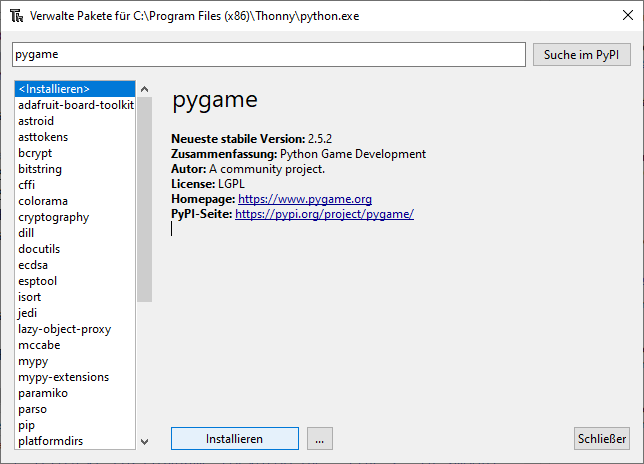 Verwalte Pakete für C:\Program Files (x86)\Thonny\python.exe
pygame
Suche im PyPI
<Installieren>
adafruit-board-toolkit
astroid
asttokens
bcrypt
bitstring
cffi
colorama
cryptography
dill
docutils
ecdsa
esptool
isort
jedi
lazy-object-proxy
mccabe
mypy
mypy-extensions
paramiko
parso
pip
platformdirs
pygame
Neueste stabile Version: 2.5.2
Zusammenfassung: Python Game Development
Autor: A community project.
License: LGPL
Homepage: https://www.pygame.org
PyPI-Seite: https://pypi.org/project/pygame/
Installieren
...
Schließer